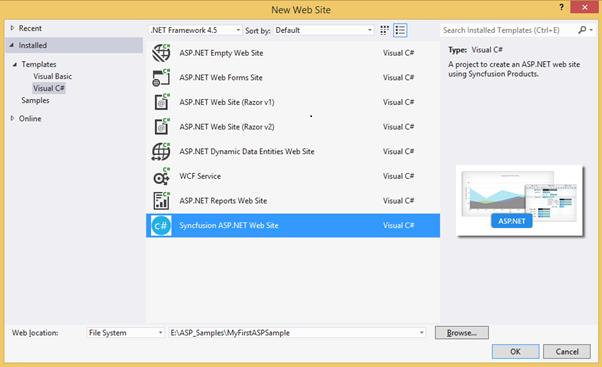 New Web Site
? ×
Recent
Installed
Templates
Visual Basic
Visual C#
Samples
Online
.NET Framework 4.5
Sort by: Default
Search Installed Templates (Ctrl+E)
ASP.NET Empty Web Site Visual C#
ASP.NET Web Forms Site Visual C#
ASP.NET Web Site (Razor v1) Visual C#
ASP.NET Web Site (Razor v2) Visual C#
ASP.NET Dynamic Data Entities Web Site Visual C#
WCF Service Visual C#
ASP.NET Reports Web Site Visual C#
C# Syncfusion ASP.NET Web Site Visual C#
Type: Visual C#
A project to create an ASP.NET web site
using Syncfusion Products.
ASP.NET
Web location: File System E:\ASP_Samples\MyFirstASPSample Browse...
OK Cancel